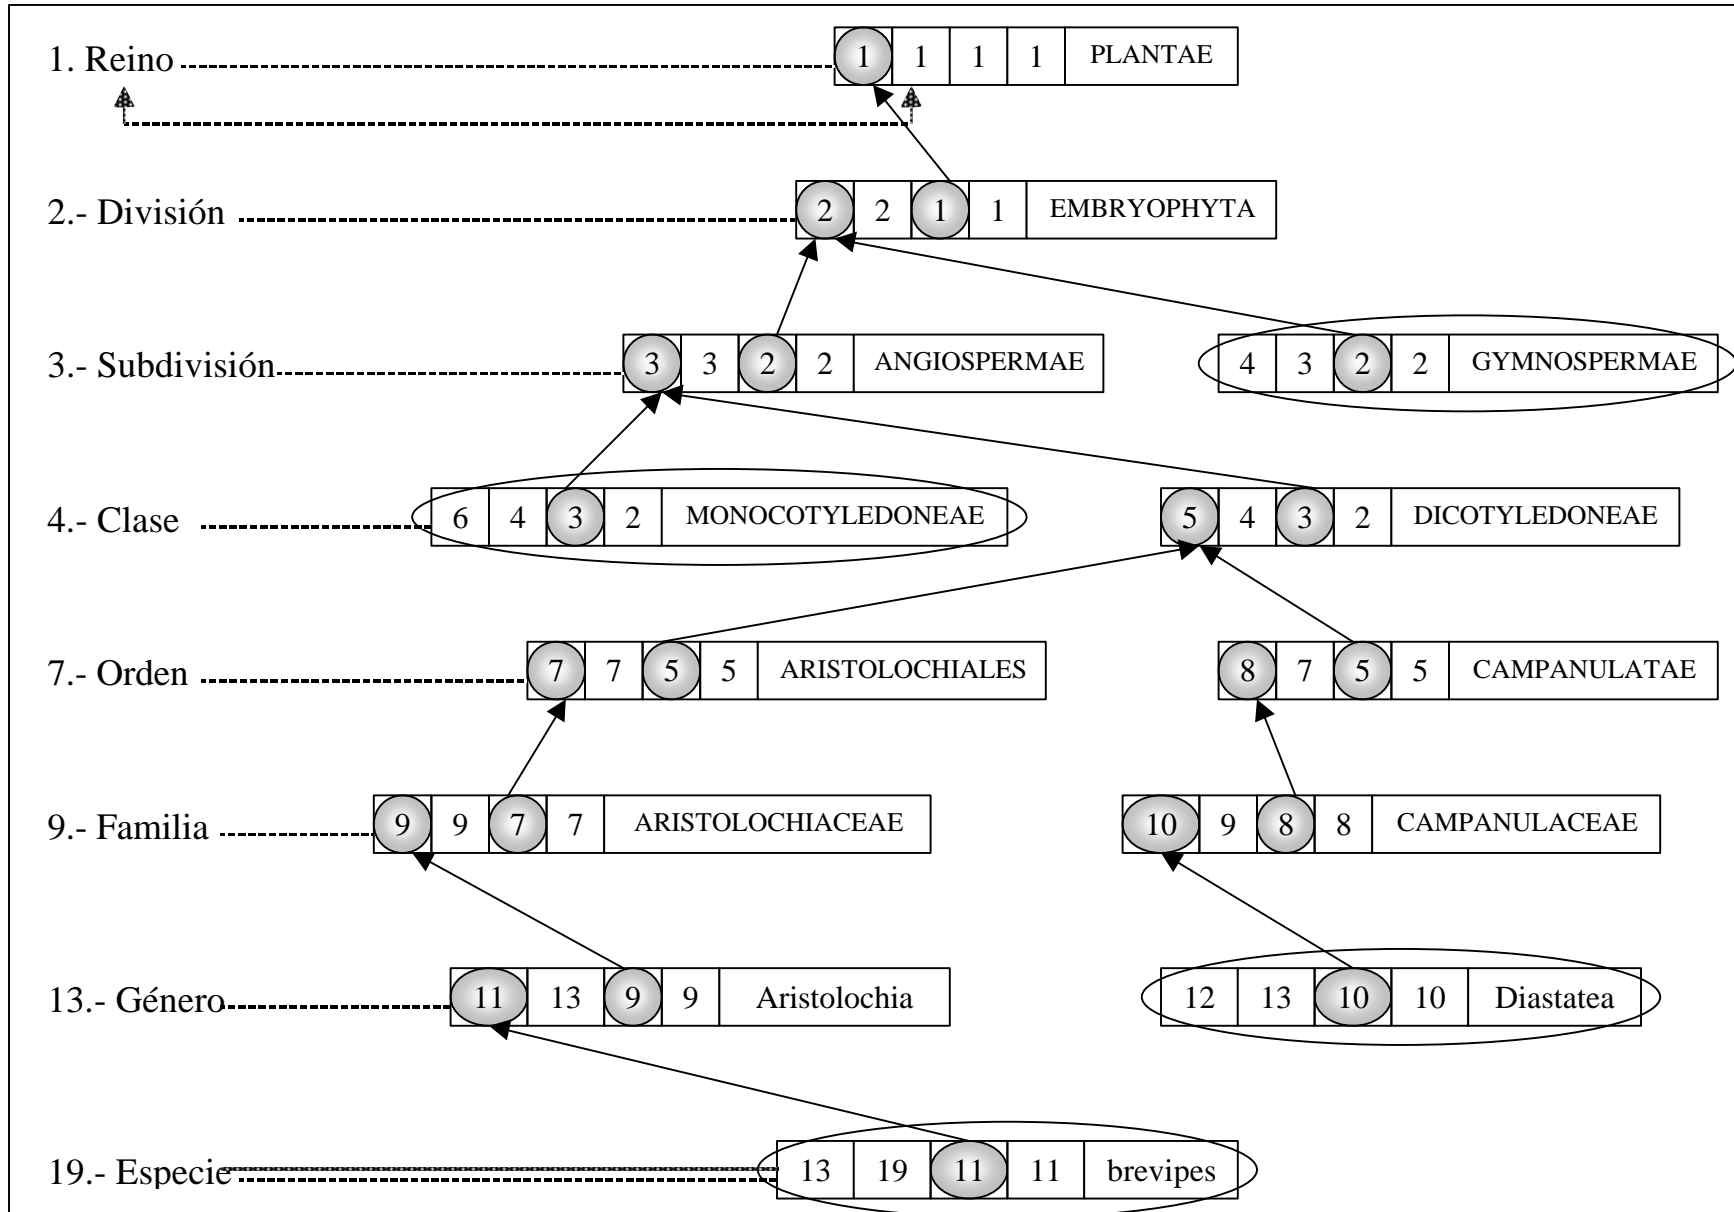 1. Reino 1 1 1 1 PLANTAE
2.- División 2 2 1 1 EMBRYOPHYTA
3.- Subdivisión 3 3 2 2 ANGIOSPERMAE 4 3 2 2 GYMNOSPERMAE
4.- Clase 6 4 3 2 MONOCOTYLEDONEAE 5 4 3 2 DICOTYLEDONEAE
7.- Orden 7 7 5 5 ARISTOLOCHIALES 8 7 5 5 CAMPANULATAE
9.- Familia 9 9 7 7 ARISTOLOCHIACEAE 10 9 8 8 CAMPANULACEAE
13.- Género 11 13 9 9 Aristolochia 12 13 10 10 Diastatea
19.- Especie 13 19 11 11 brevipes